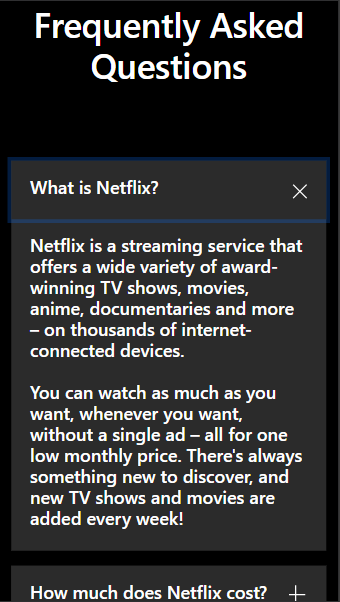 Frequently Asked
Questions
What is Netflix?
Netflix is a streaming service that
offers a wide variety of award-
winning TV shows, movies,
anime, documentaries and more
– on thousands of internet-
connected devices.
You can watch as much as you
want, whenever you want,
without a single ad – all for one
low monthly price. There's always
something new to discover, and
new TV shows and movies are
added every week!
How much does Netflix cost?